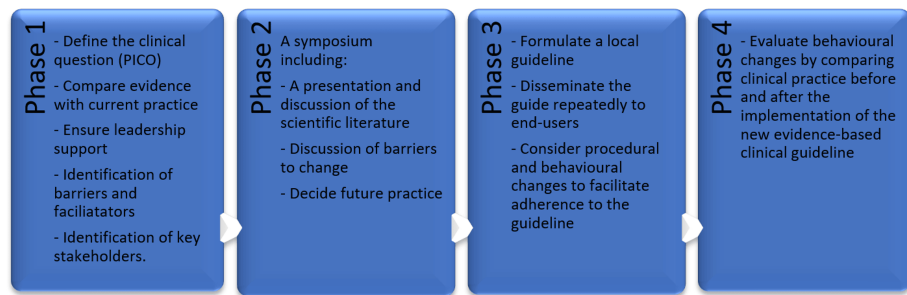 Phase 1
- Define the clinical
question (PICO)
- Compare evidence
with current practice
- Ensure leadership
support
- Identification of
barriers and
faciliatators
- Identification of key
stakeholders.
Phase 2
A symposium
including:
- A presentation and
discussion of the
scientific literature
- Discussion of barriers
to change
- Decide future practice
Phase 3
- Formulate a local
guideline
- Disseminate the
guide repeatedly to
end-users
- Consider procedural
and behavioural
changes to facilitate
adherence to the
guideline
Phase 4
- Evaluate behavioural
changes by comparing
clinical practice before
and after the
implementation of the
new evidence-based
clinical guideline